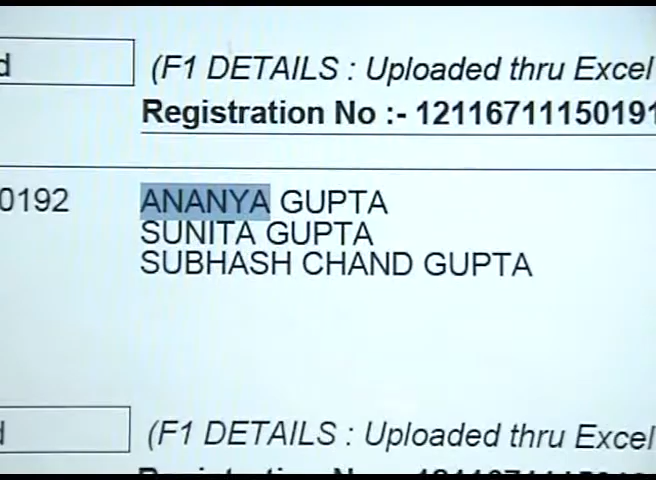 d
(F1 DETAILS : Uploaded thru Excel
Registration No :- 12116711150191
0192
ANANYA GUPTA
SUNITA GUPTA
SUBHASH CHAND GUPTA
d
(F1 DETAILS : Uploaded thru Excel